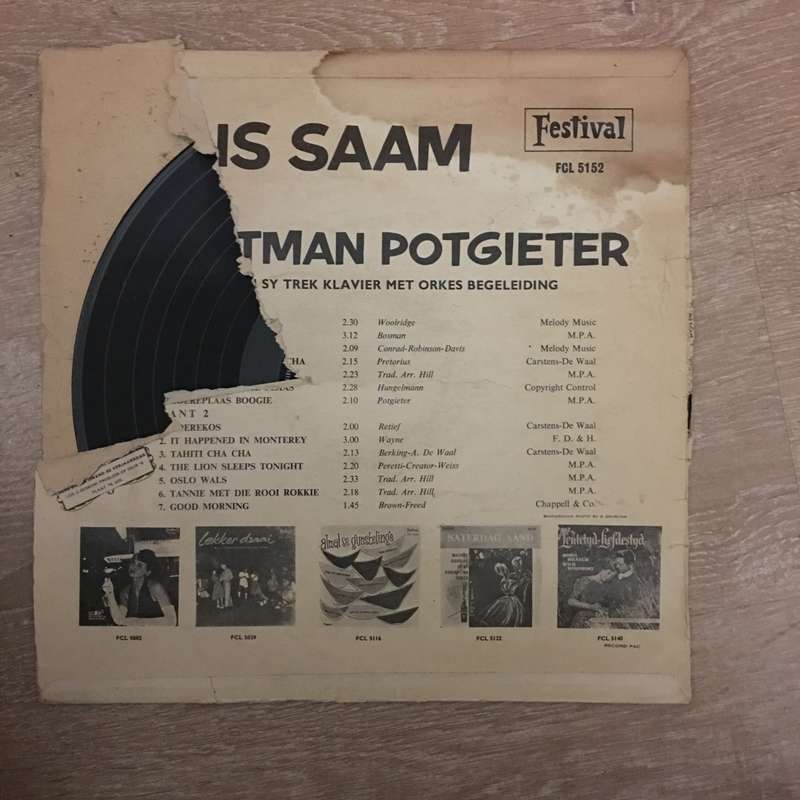 IS SAAM
Festival
FCL 5152
TMAN POTGIETER
SY TREK KLAVIER MET ORKES BEGELEIDING
2.30 Woolridge Melody Music
3.12 Bosman M.P.A.
2.09 Conrad-Robinson-Davis Melody Music
CHA 2.15 Pretorius Carstens-De Waal
2.23 Trad. Arr. Hill M.P.A.
2.28 Hungelmann Copyright Control
BOOGIE 2.10 Potgieter M.P.A.
ANT 2
2.00 Retief Carstens-De Waal
2. IT HAPPENED IN MONTEREY 3.00 Wayne F. D. & H.
3. TAHITI CHA CHA 2.13 Berking-A. De Waal Carstens-De Waal
4. THE LION SLEEPS TONIGHT 2.20 Peretti-Creator-Weiss M.P.A.
5. OSLO WALS 2.33 Trad. Arr. Hill M.P.A.
6. TANNIE MET DIE ROOI ROKKIE 2.18 Trad. Arr. Hill M.P.A.
7. GOOD MORNING 1.45 Brown-Freed Chappell & Co.
Lekker draai
SATERDAG AAND
Leidetyd-Liefdestyd
FCL 5039
FCL 5116
FCL 5122
FCL 5140
RECORD PAC